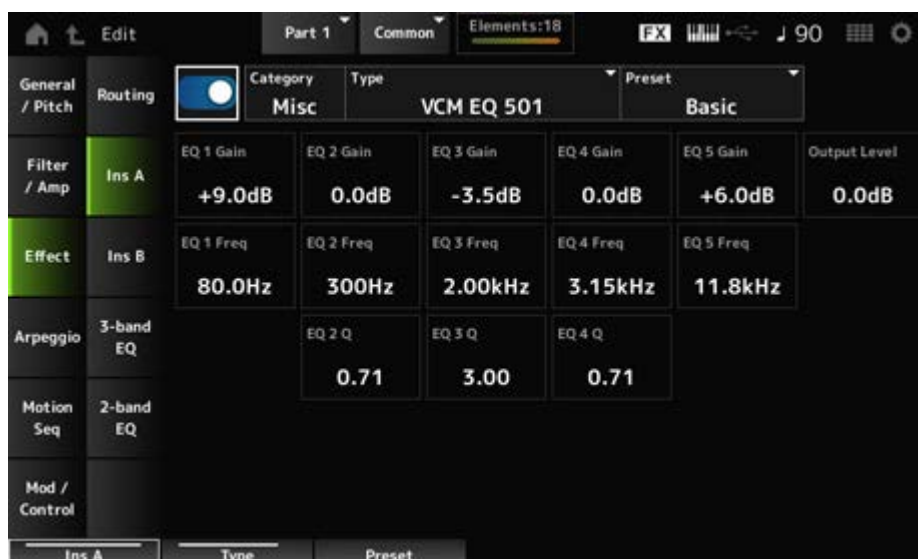 Edit
Part 1
Common
Elements:18
FX
♩ 90
General / Pitch
Routing
Category
Misc
Type
VCM EQ 501
Preset
Basic
Filter / Amp
Ins A
EQ 1 Gain
+9.0dB
EQ 2 Gain
0.0dB
EQ 3 Gain
-3.5dB
EQ 4 Gain
0.0dB
EQ 5 Gain
+6.0dB
Output Level
0.0dB
Effect
Ins B
EQ 1 Freq
80.0Hz
EQ 2 Freq
300Hz
EQ 3 Freq
2.00kHz
EQ 4 Freq
3.15kHz
EQ 5 Freq
11.8kHz
Arpeggio
3-band EQ
EQ 2 Q
0.71
EQ 3 Q
3.00
EQ 4 Q
0.71
Motion Seq
2-band EQ
Mod / Control
Ins A
Type
Preset